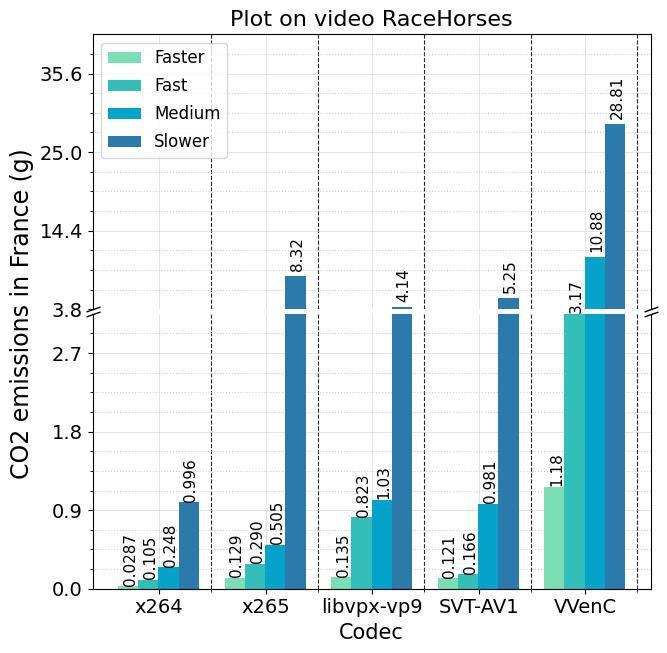 Plot on video RaceHorses
Faster
Fast
Medium
Slower
CO2 emissions in France (g)
35.6
25.0
14.4
3.8
2.7
1.8
0.9
0.0
0.0287
0.105
0.248
0.996
0.129
0.290
0.505
8.32
0.135
0.823
1.03
4.14
0.121
0.166
0.981
5.25
1.18
3.17
10.88
28.81
x264
x265
libvpx-vp9
SVT-AV1
VVenC
Codec